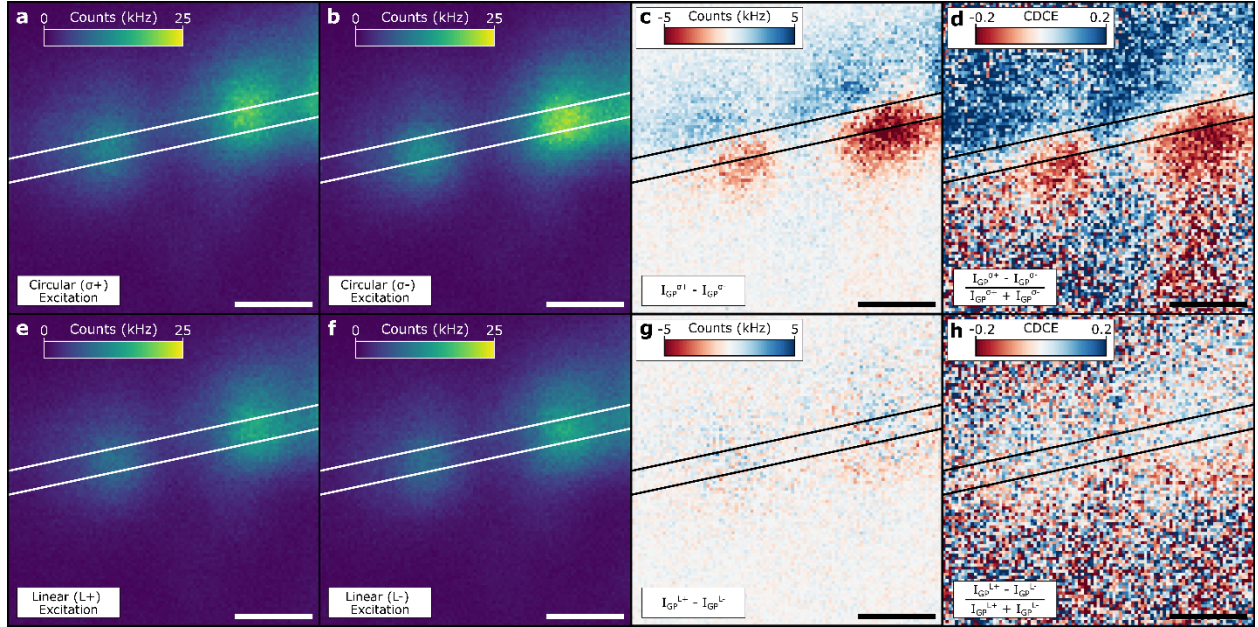 a
0 Counts (kHz) 25
Circular (σ+)
Excitation
b
0 Counts (kHz) 25
Circular (σ-)
Excitation
c
-5 Counts (kHz) 5
I_GP^σ+ - I_GP^σ
d
-0.2 CDCE 0.2
I_GP^σ+ - I_GP^σ-
I_GP^σ+ + I_GP^σ-
e
0 Counts (kHz) 25
Linear (L+)
Excitation
f
0 Counts (kHz) 25
Linear (L-)
Excitation
g
-5 Counts (kHz) 5
I_GP^L+ - I_GP^L-
h
-0.2 CDCE 0.2
I_GP^L+ - I_GP^L-
I_GP^L+ + I_GP^L-